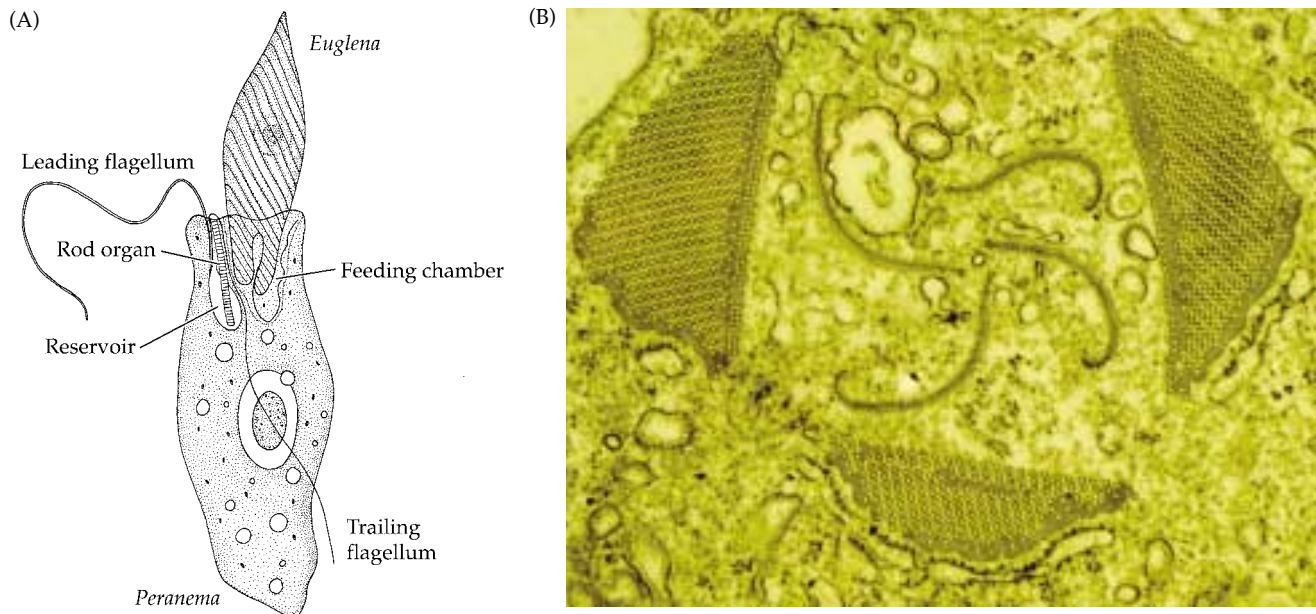 (A)
Euglena
Leading flagellum
Rod organ
Feeding chamber
Reservoir
Trailing
flagellum
Peranema
(B)